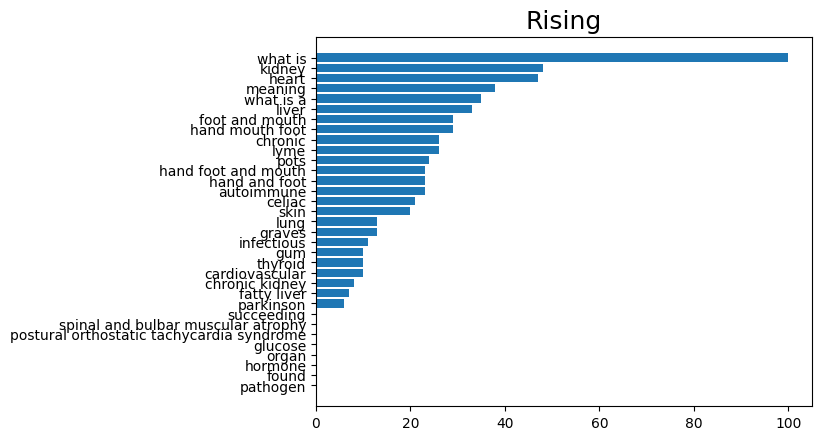 Rising
what is
kidney
heart
meaning
what is a
liver
foot and mouth
hand mouth foot
chronic
lyme
pots
hand foot and mouth
hand and foot
autoimmune
celiac
skin
lung
graves
infectious
gum
thyroid
cardiovascular
chronic kidney
fatty liver
parkinson
succeeding
spinal and bulbar muscular atrophy
postural orthostatic tachycardia syndrome
glucose
organ
hormone
found
pathogen
0 20 40 60 80 100